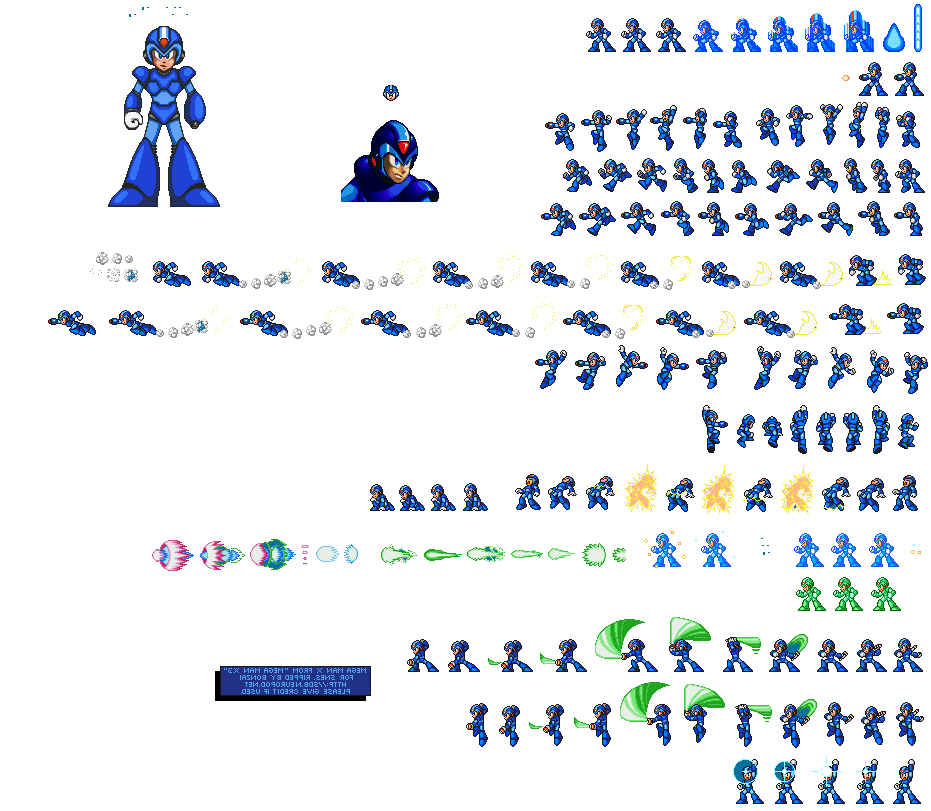 MEGA MAN X FROM "MEGA MAN X3"
FOR SNES. RIPPED BY BONZAI
HTTP://SDB.NEUROPOD.NET
PLEASE GIVE CREDIT IF USED.